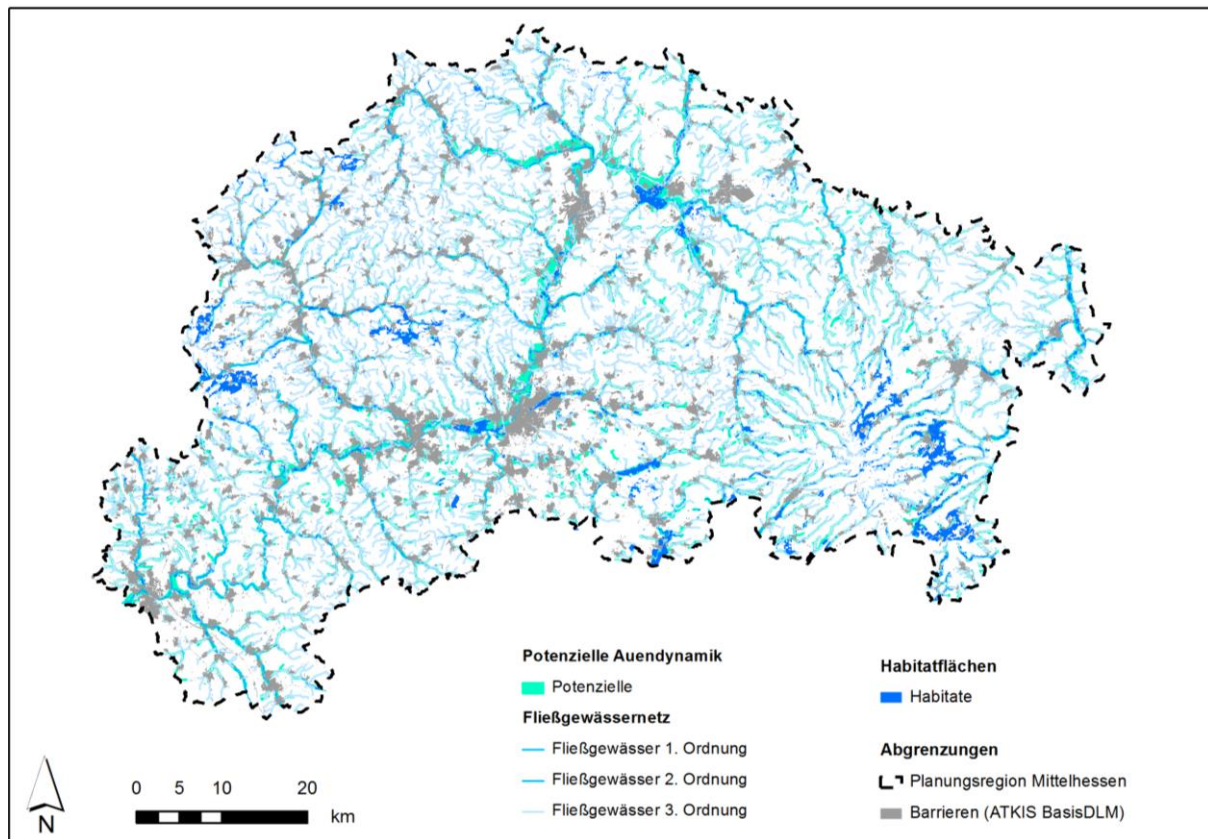 Potenzielle Auendynamik
Potenzielle
Fließgewässernetz
Fließgewässer 1. Ordnung
Fließgewässer 2. Ordnung
Fließgewässer 3. Ordnung
Habitatflächen
Habitate
Abgrenzungen
Planungsregion Mittelhessen
Barrieren (ATKIS BasisDLM)
N
0 5 10 20
km